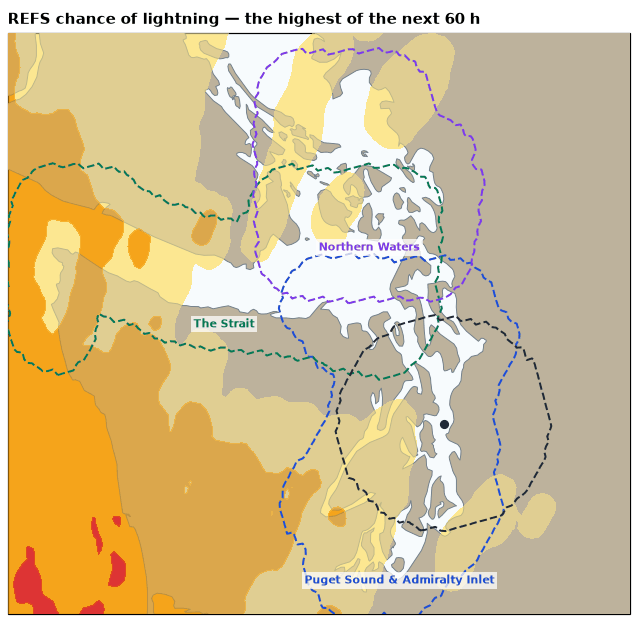 REFS chance of lightning — the highest of the next 60 h
Northern Waters
The Strait
Puget Sound & Admiralty Inlet